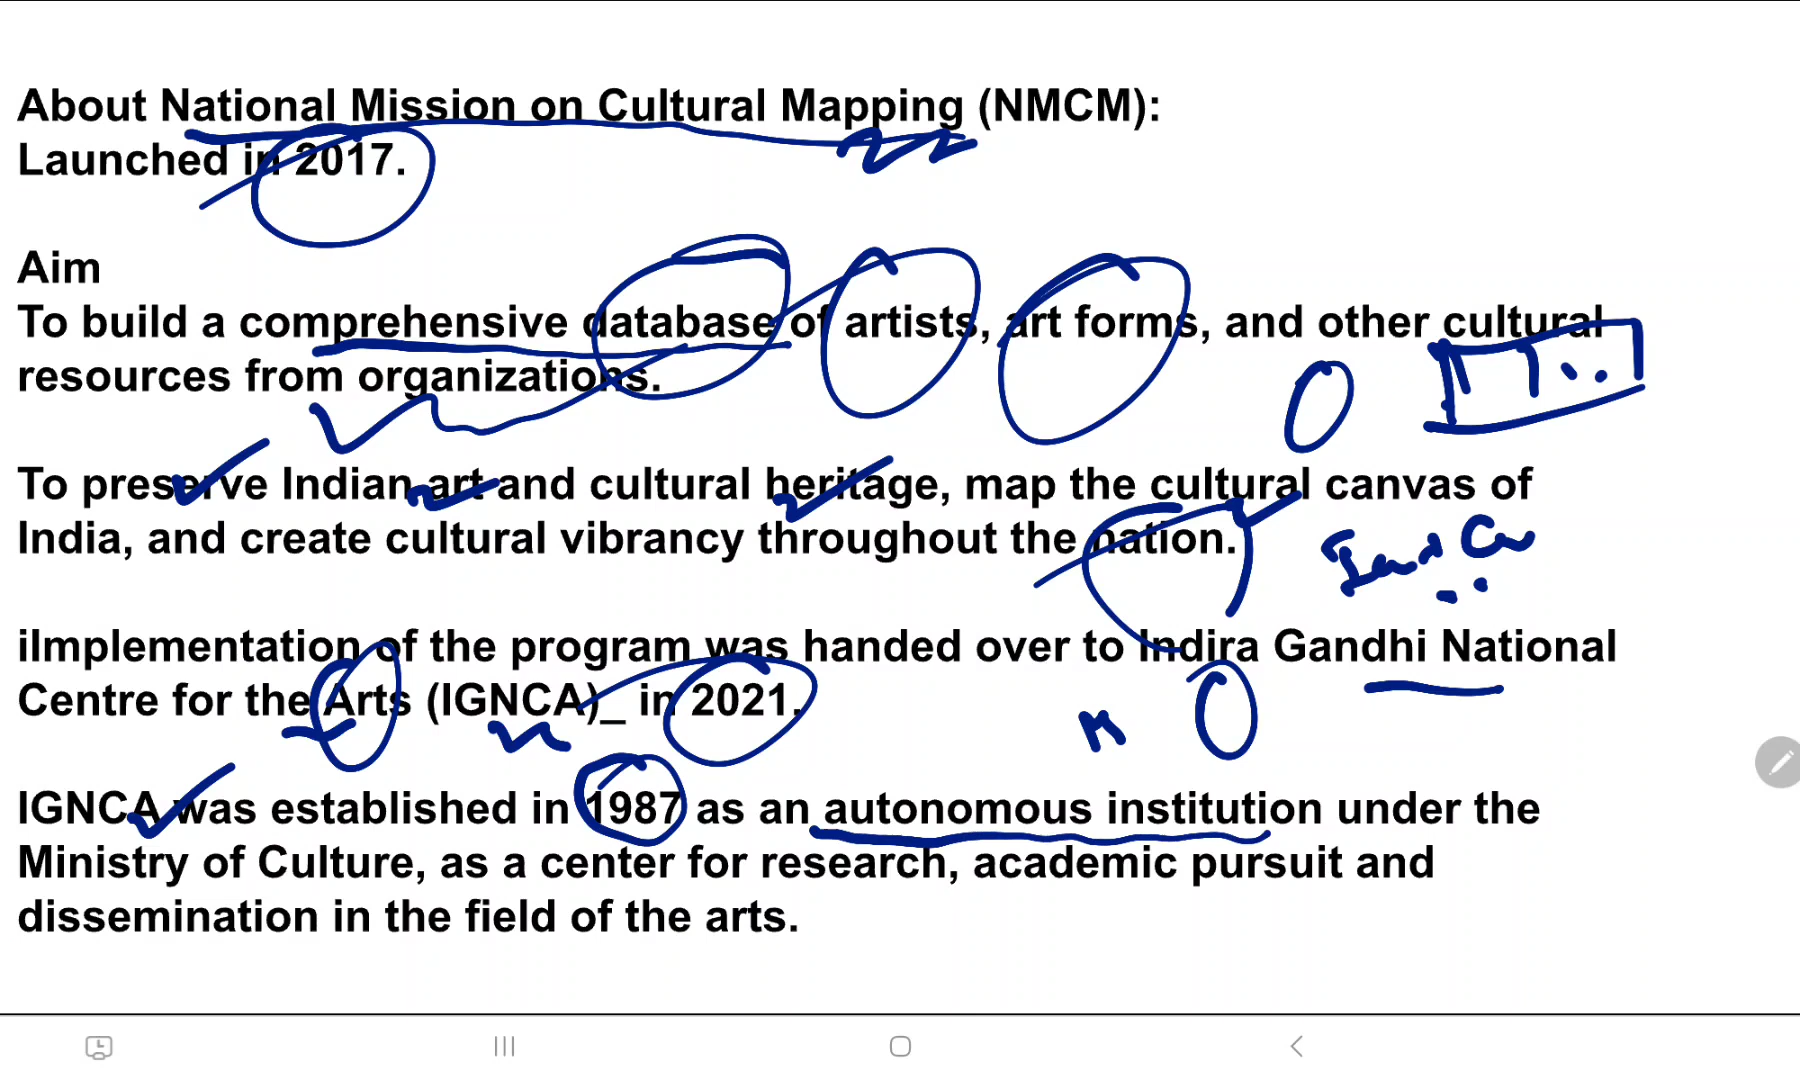 About National Mission on Cultural Mapping (NMCM):
Launched in 2017.
Aim
To build a comprehensive database of artists, art forms, and other cultural
resources from organizations.
To preserve Indian art and cultural heritage, map the cultural canvas of
India, and create cultural vibrancy throughout the nation.
iImplementation of the program was handed over to Indira Gandhi National
Centre for the Arts (IGNCA)_ in 2021.
IGNCA was established in 1987 as an autonomous institution under the
Ministry of Culture, as a center for research, academic pursuit and
dissemination in the field of the arts.